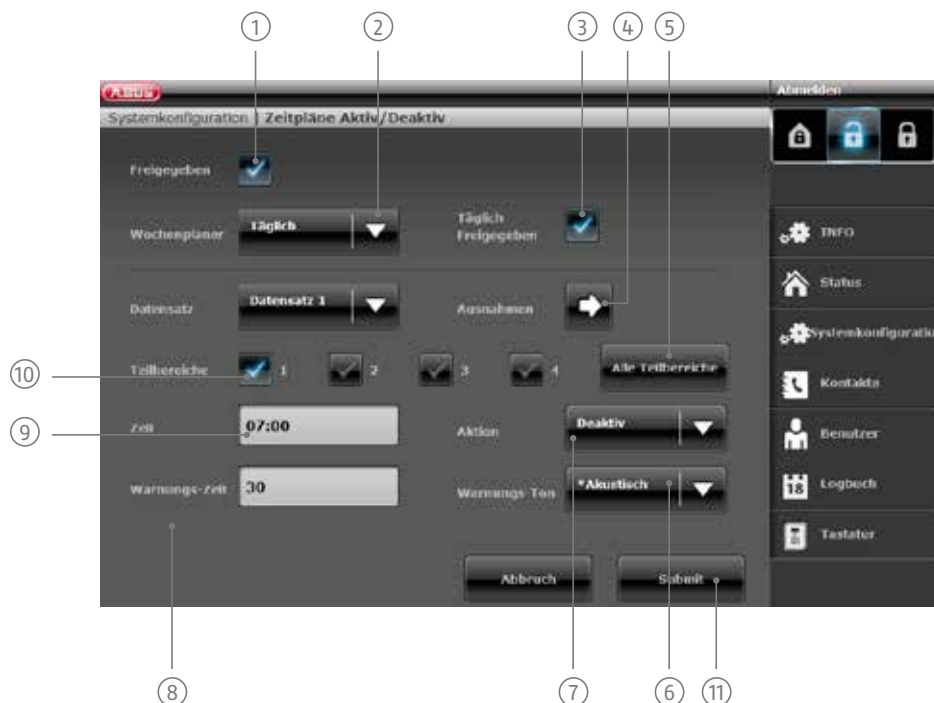 1 2 3 4 5
ABUS
Abmelden
Systemkonfiguration | Zeitpläne Aktiv/Deaktiv
Freigegeben
Wochenplaner Täglich Täglich Freigegeben
INFO
Datensatz Datensatz 1 Ausnahmen
Status
Systemkonfiguratio
10 Teilbereiche 1 2 3 4 Alle Teilbereiche
Kontakte
9 Zeit 07:00 Aktion Deaktiv
Benutzer
Warnungs-Zeit 30 Warnungs-Ton *Akustisch
18 Logbuch
Tastatur
Abbruch Submit
8 7 6 11